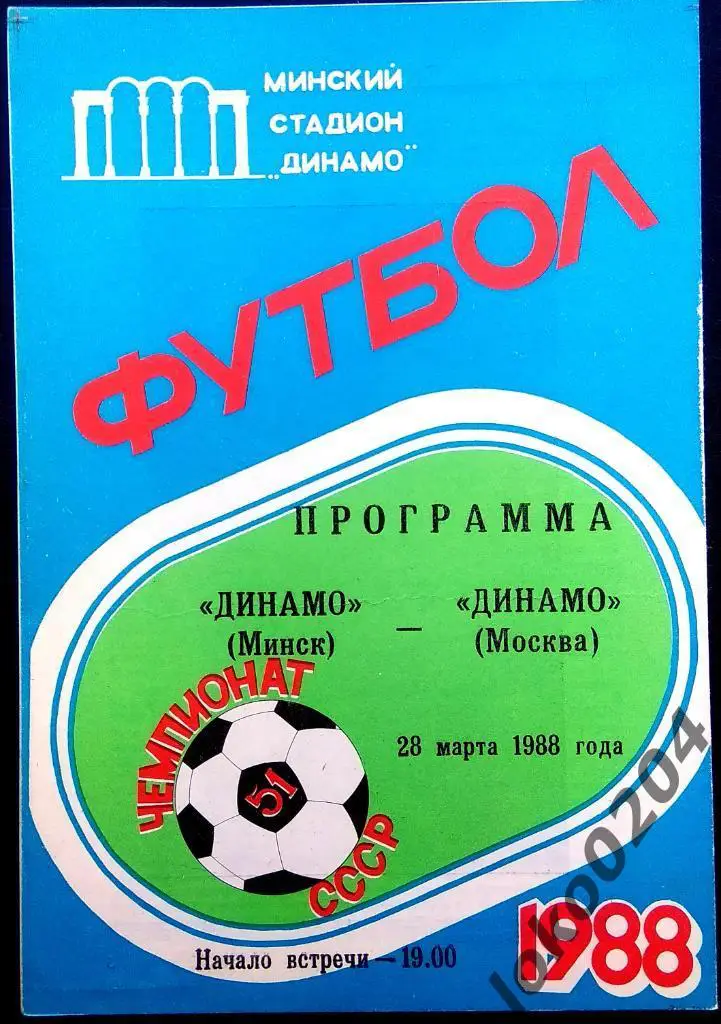 МИНСКИЙ
СТАДИОН
„ДИНАМО"
ФУТБОЛ
ПРОГРАММА
«ДИНАМО» — «ДИНАМО»
(Минск) (Москва)
ЧЕМПИОНАТ
51
СССР
28 марта 1988 года
Начало встречи — 19.00
1988
loko0204